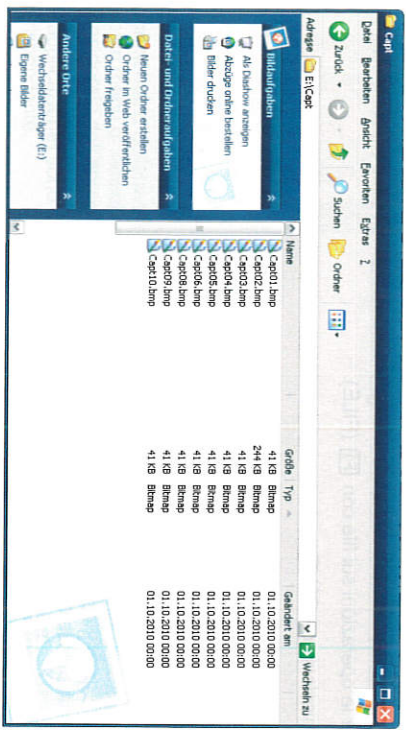 Capt
Datei Bearbeiten Ansicht Favoriten Extras ?
Zurück Suchen Ordner
Adresse E:\Capt Wechseln zu
Bildaufgaben
Als Diashow anzeigen
Abzüge online bestellen
Bilder drucken
Datei- und Ordneraufgaben
Neuen Ordner erstellen
Ordner im Web veröffentlichen
Ordner freigeben
Andere Orte
Wechseldatenträger (E:)
Eigene Bilder
Name Größe Typ Geändert am
Capt01.bmp 41 KB Bitmap 01.10.2010 00:00
Capt02.bmp 244 KB Bitmap 01.10.2010 00:00
Capt03.bmp 41 KB Bitmap 01.10.2010 00:00
Capt04.bmp 41 KB Bitmap 01.10.2010 00:00
Capt05.bmp 41 KB Bitmap 01.10.2010 00:00
Capt06.bmp 41 KB Bitmap 01.10.2010 00:00
Capt08.bmp 41 KB Bitmap 01.10.2010 00:00
Capt09.bmp 41 KB Bitmap 01.10.2010 00:00
Capt10.bmp 41 KB Bitmap 01.10.2010 00:00